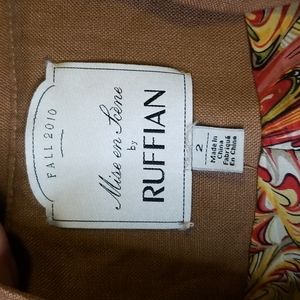 FALL 2010
Mise en Scène
by
RUFFIAN
2
Made in
China
Fabriqué
En Chine